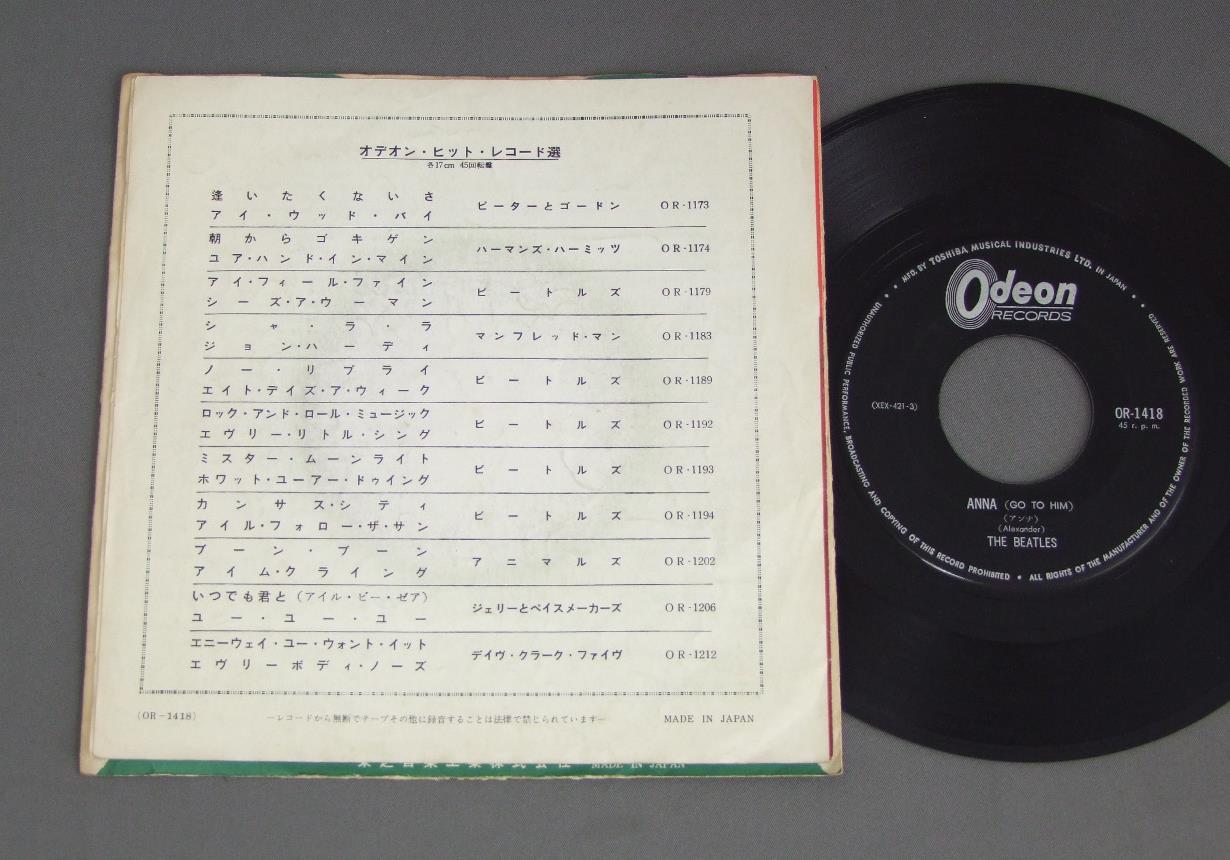 オデオン・ヒット・レコード選
各17cm 45回転盤
逢いたくないさ
アイ・ウッド・バイ
ピーターとゴードン OR-1173
朝からゴキゲン
ユア・ハンド・イン・マイン
ハーマンズ・ハーミッツ OR-1174
アイ・フィール・ファイン
シーズ・ア・ウーマン
ビートルズ OR-1179
シャ・ラ・ラ
ジョン・ハーディ
マンフレッド・マン OR-1183
ノー・リプライ
エイト・デイズ・ア・ウィーク
ビートルズ OR-1189
ロック・アンド・ロール・ミュージック
エヴリー・リトル・シング
ビートルズ OR-1192
ミスター・ムーンライト
ホワット・ユーアー・ドゥイング
ビートルズ OR-1193
カンサス・シティ
アイル・フォロー・ザ・サン
ビートルズ OR-1194
ブーン・ブーン
アイム・クライング
アニマルズ OR-1202
いつでも君と（アイル・ビー・ゼア）
ユー・ユー・ユー
ジェリーとペイスメーカーズ OR-1206
エニーウェイ・ユー・ウォント・イット
エヴリーボディ・ノーズ
デイヴ・クラーク・ファイヴ OR-1212
(OR-1418) —レコードから無断でテープその他に録音することは法律で禁じられています— MADE IN JAPAN
東芝音楽工業株式会社 MADE IN JAPAN
MFD. BY TOSHIBA MUSICAL INDUSTRIES LTD. IN JAPAN
Odeon
RECORDS
(XEX-421-3)
OR-1418
45 r. p. m.
ANNA (GO TO HIM)
(アンナ)
(Alexander)
THE BEATLES
UNAUTHORIZED PUBLIC PERFORMANCE, BROADCASTING AND COPYING OF THIS RECORD PROHIBITED • ALL RIGHTS OF THE MANUFACTURER AND OF THE OWNER OF THE RECORDED WORK ARE RESERVED